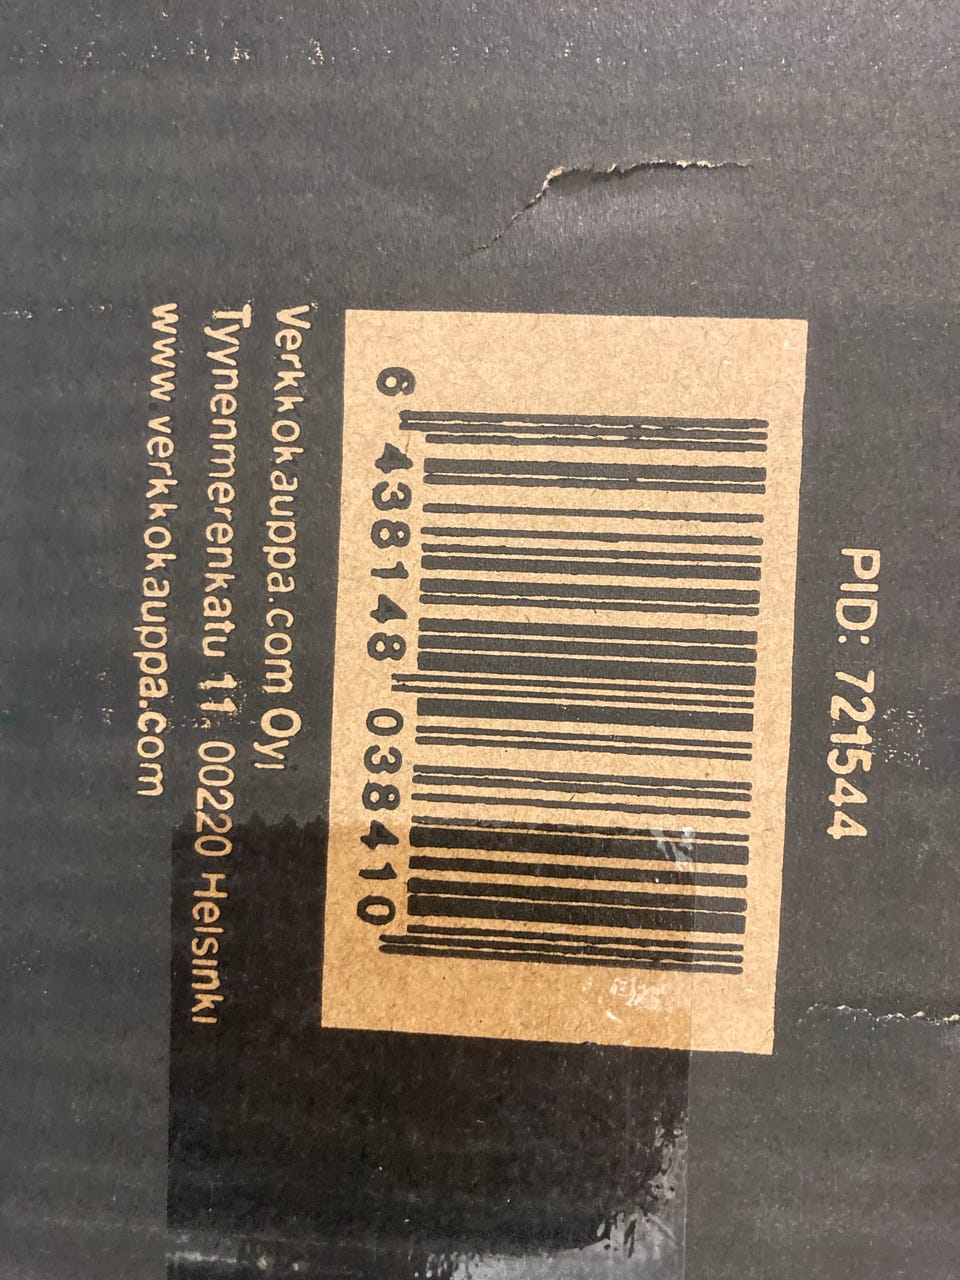 PID: 721544
6 438148 038410
Verkkokauppa.com Oyj
Tyynenmerenkatu 11, 00220 Helsinki
www.verkkokauppa.com